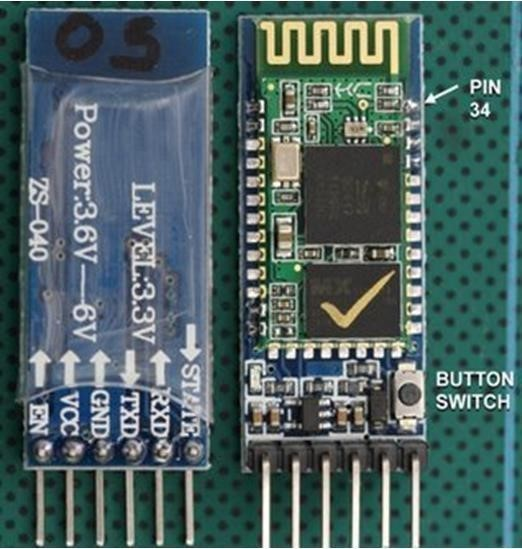 05
Power:3.6V—6V
LEVEL:3.3V
ZS-040
EN
VCC
GND
TXD
RXD
STATE
PIN
34
BUTTON
SWITCH
MX